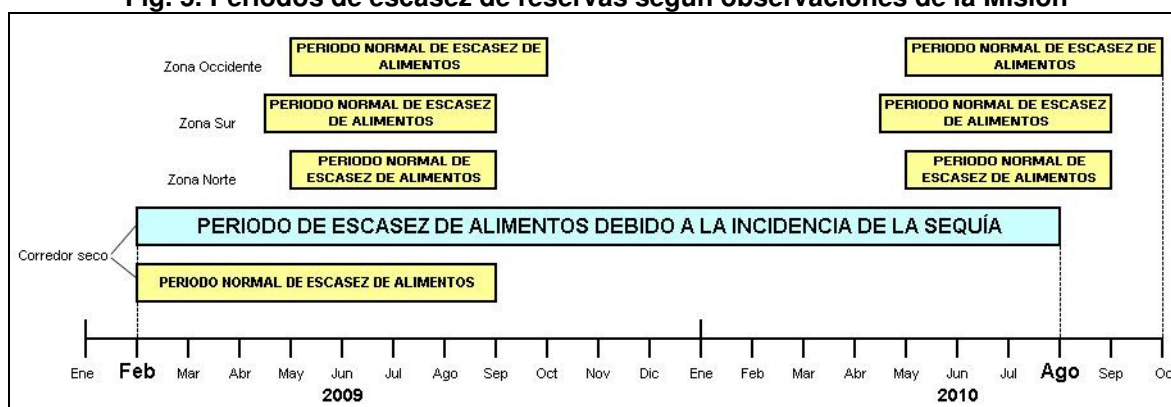 Fig. 3. Periodos de escasez de reservas según observaciones de la Misión
Zona Occidente
PERIODO NORMAL DE ESCASEZ DE
ALIMENTOS
PERIODO NORMAL DE ESCASEZ DE
ALIMENTOS
Zona Sur
PERIODO NORMAL DE ESCASEZ
DE ALIMENTOS
PERIODO NORMAL DE ESCASEZ
DE ALIMENTOS
Zona Norte
PERIODO NORMAL DE
ESCASEZ DE ALIMENTOS
PERIODO NORMAL DE
ESCASEZ DE ALIMENTOS
Corredor seco
PERIODO DE ESCASEZ DE ALIMENTOS DEBIDO A LA INCIDENCIA DE LA SEQUÍA
PERIODO NORMAL DE ESCASEZ DE ALIMENTOS
Ene Feb Mar Abr May Jun Jul Ago Sep Oct Nov Dic Ene Feb Mar Abr May Jun Jul Ago Sep Oc
2009 2010